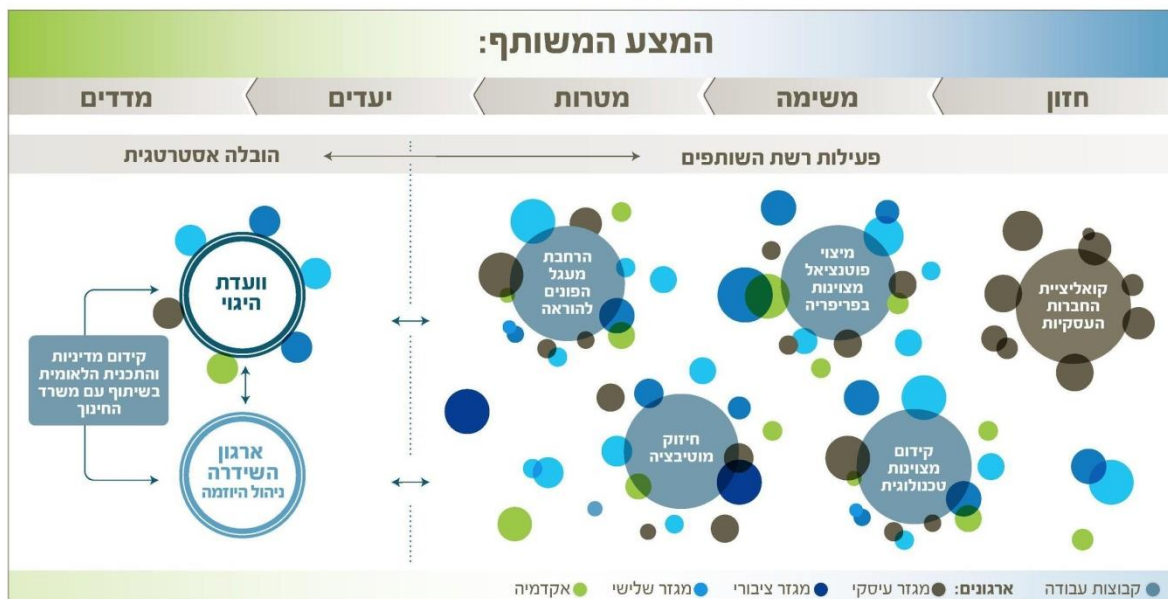 המצע המשותף:
חזון
משימה
מטרות
יעדים
מדדים
פעילות רשת השותפים
הובלה אסטרטגית
קואליציית
החברות
העסקיות
מיצוי
פוטנציאל
מצוינות
בפריפריה
הרחבת
מעגל
הפונים
להוראה
קידום
מצוינות
טכנולוגית
חיזוק
מוטיבציה
וועדת
היגוי
קידום מדיניות
והתכנית הלאומית
בשיתוף עם משרד
החינוך
ארגון
השידרה
ניהול היוזמה
קבוצות עבודה ארגונים: מגזר עיסקי מגזר ציבורי מגזר שלישי אקדמיה